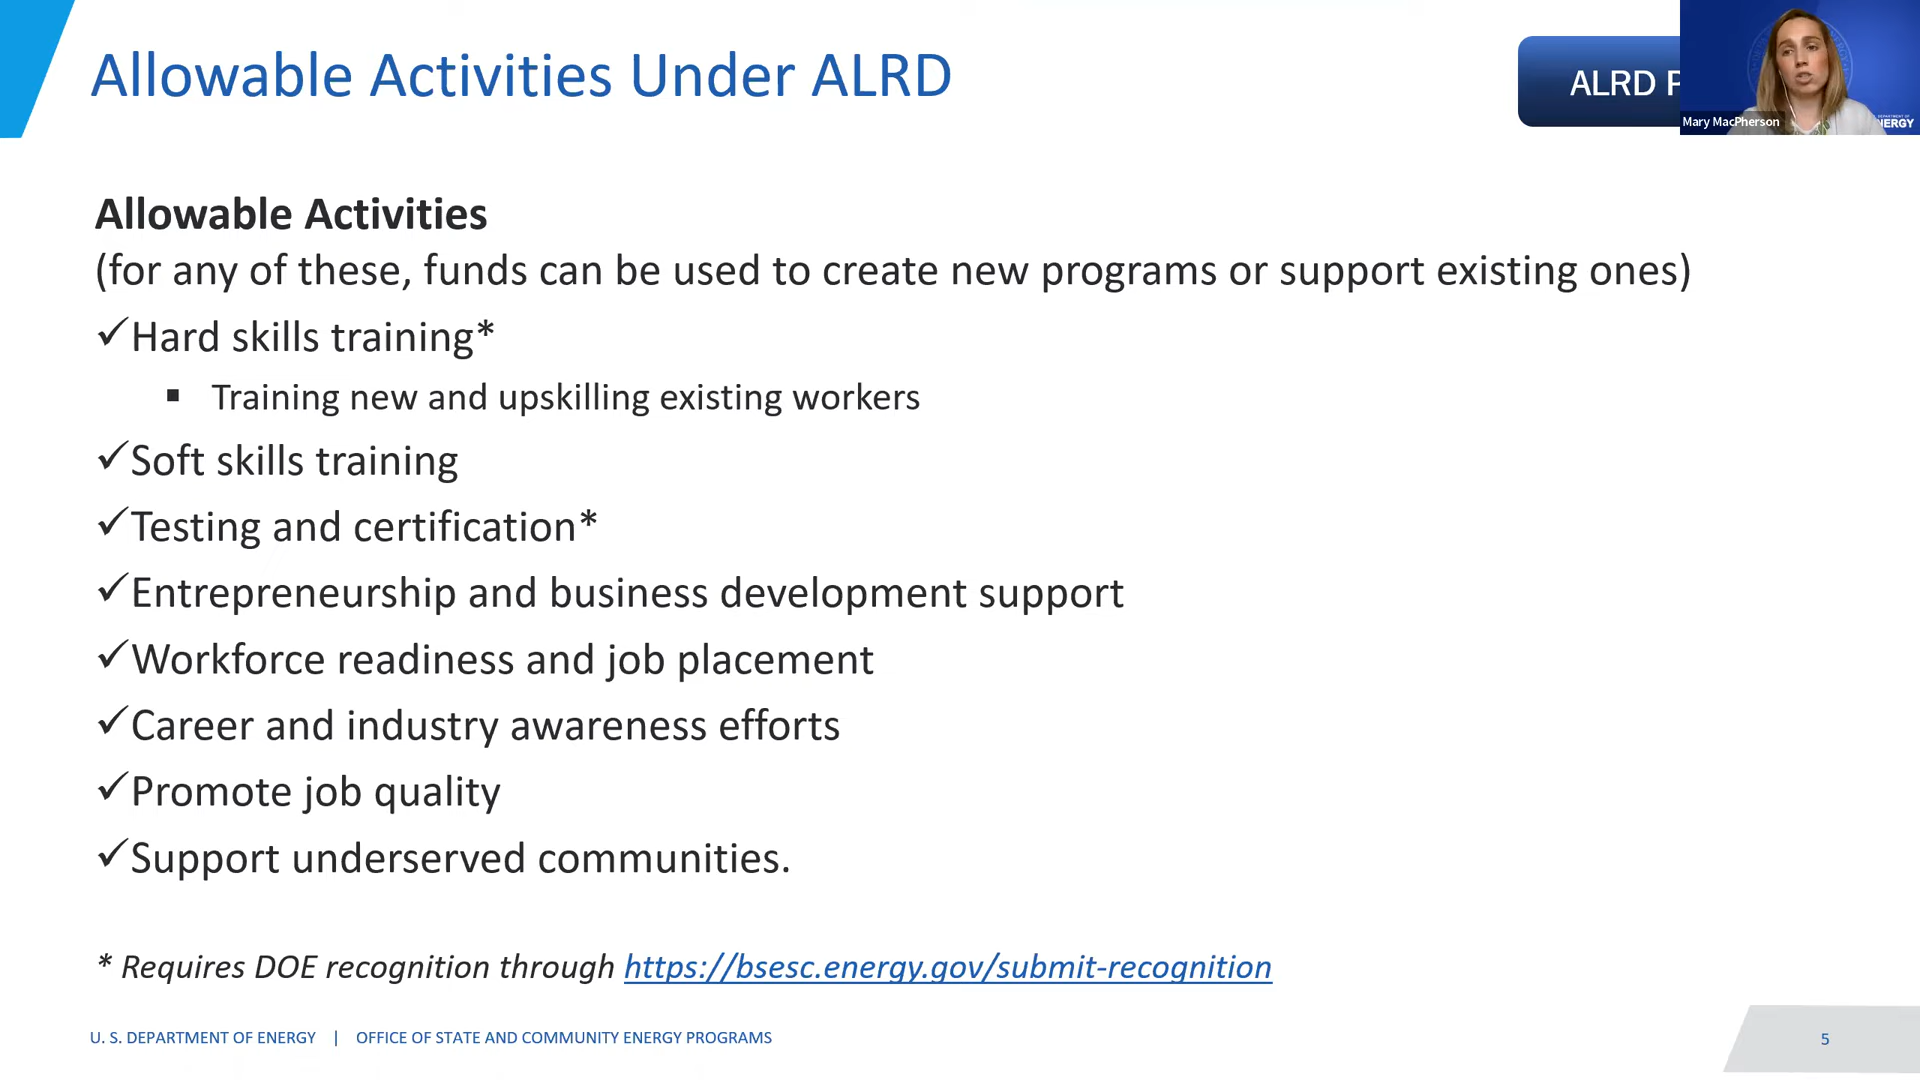 Allowable Activities Under ALRD
ALRD
Mary MacPherson
Allowable Activities
(for any of these, funds can be used to create new programs or support existing ones)
✓Hard skills training*
▪ Training new and upskilling existing workers
✓Soft skills training
✓Testing and certification*
✓Entrepreneurship and business development support
✓Workforce readiness and job placement
✓Career and industry awareness efforts
✓Promote job quality
✓Support underserved communities.
* Requires DOE recognition through https://bsesc.energy.gov/submit-recognition
U. S. DEPARTMENT OF ENERGY | OFFICE OF STATE AND COMMUNITY ENERGY PROGRAMS
5